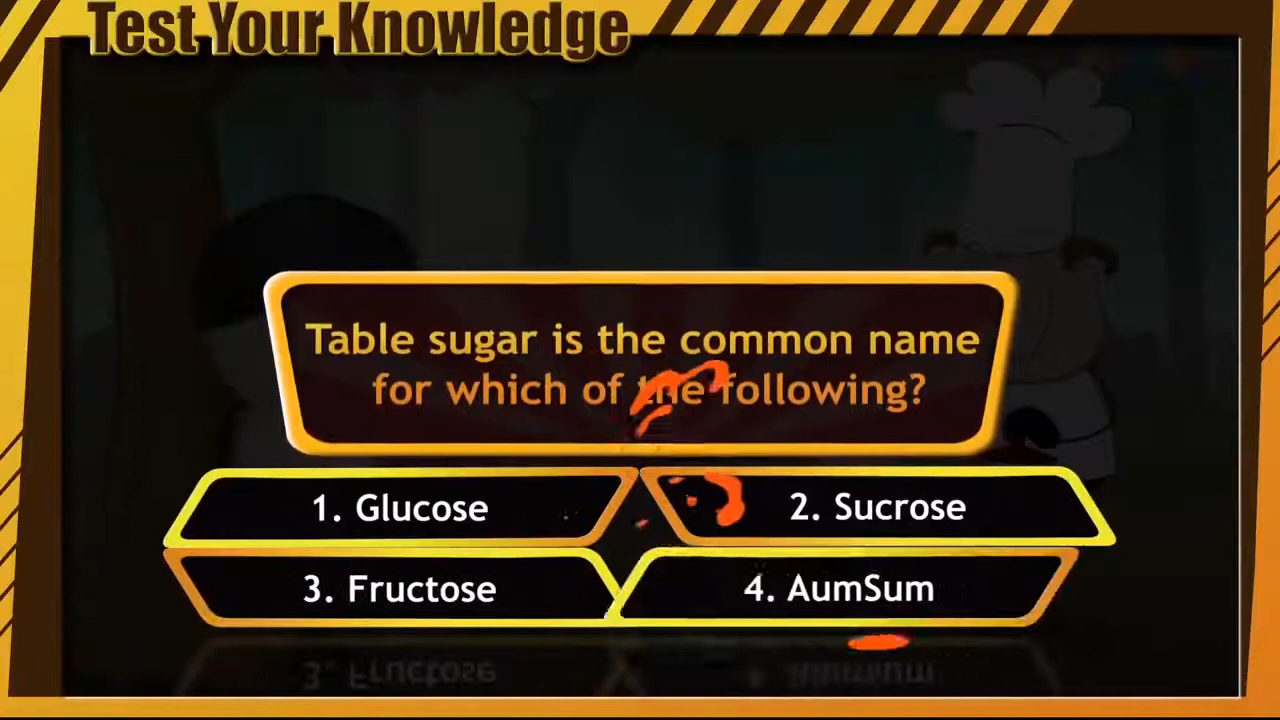 Test Your Knowledge
Table sugar is the common name
for which of the following?
1. Glucose
2. Sucrose
3. Fructose
4. AumSum